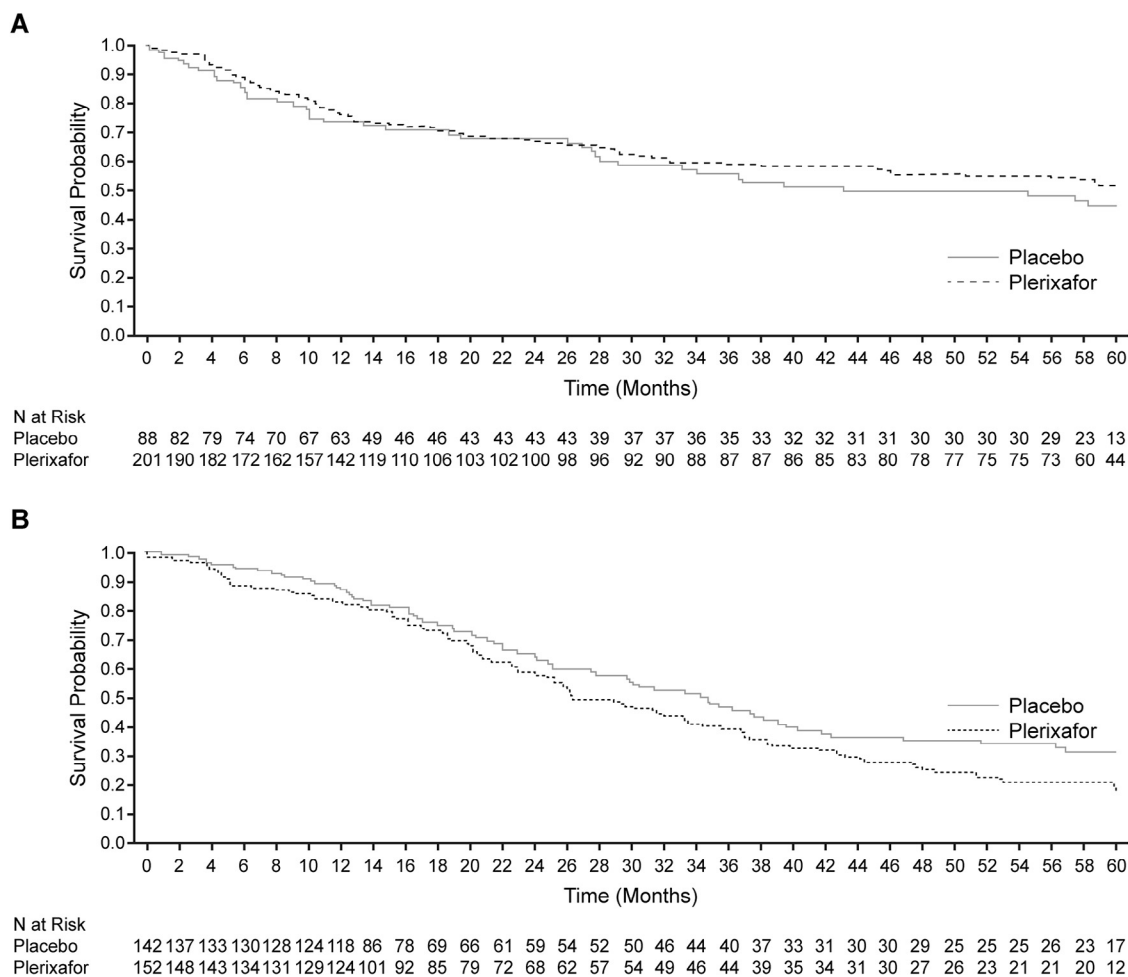 A
1.0
0.9
0.8
0.7
0.6
0.5
0.4
0.3
0.2
0.1
0.0
Survival Probability
Placebo
Plerixafor
0 2 4 6 8 10 12 14 16 18 20 22 24 26 28 30 32 34 36 38 40 42 44 46 48 50 52 54 56 58 60
Time (Months)
N at Risk
Placebo 88 82 79 74 70 67 63 49 46 46 43 43 43 43 39 37 37 36 35 33 32 32 31 31 30 30 30 30 29 23 13
Plerixafor 201 190 182 172 162 157 142 119 110 106 103 102 100 98 96 92 90 88 87 87 86 85 83 80 78 77 75 75 73 60 44
B
1.0
0.9
0.8
0.7
0.6
0.5
0.4
0.3
0.2
0.1
0.0
Survival Probability
Placebo
Plerixafor
0 2 4 6 8 10 12 14 16 18 20 22 24 26 28 30 32 34 36 38 40 42 44 46 48 50 52 54 56 58 60
Time (Months)
N at Risk
Placebo 142 137 133 130 128 124 118 86 78 69 66 61 59 54 52 50 46 44 40 37 33 31 30 30 29 25 25 25 26 23 17
Plerixafor 152 148 143 134 131 129 124 101 92 85 79 72 68 62 57 54 49 46 44 39 35 34 31 30 27 26 23 21 21 20 12